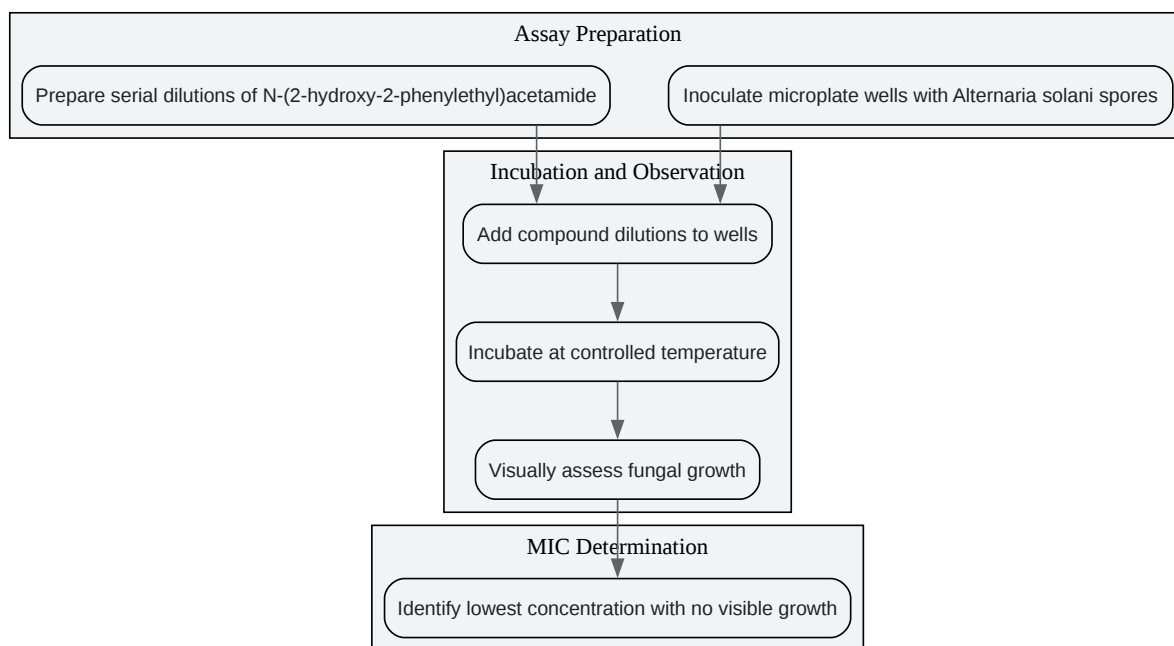 Assay Preparation
Prepare serial dilutions of N-(2-hydroxy-2-phenylethyl)acetamide
Inoculate microplate wells with Alternaria solani spores
Incubation and Observation
Add compound dilutions to wells
Incubate at controlled temperature
Visually assess fungal growth
MIC Determination
Identify lowest concentration with no visible growth